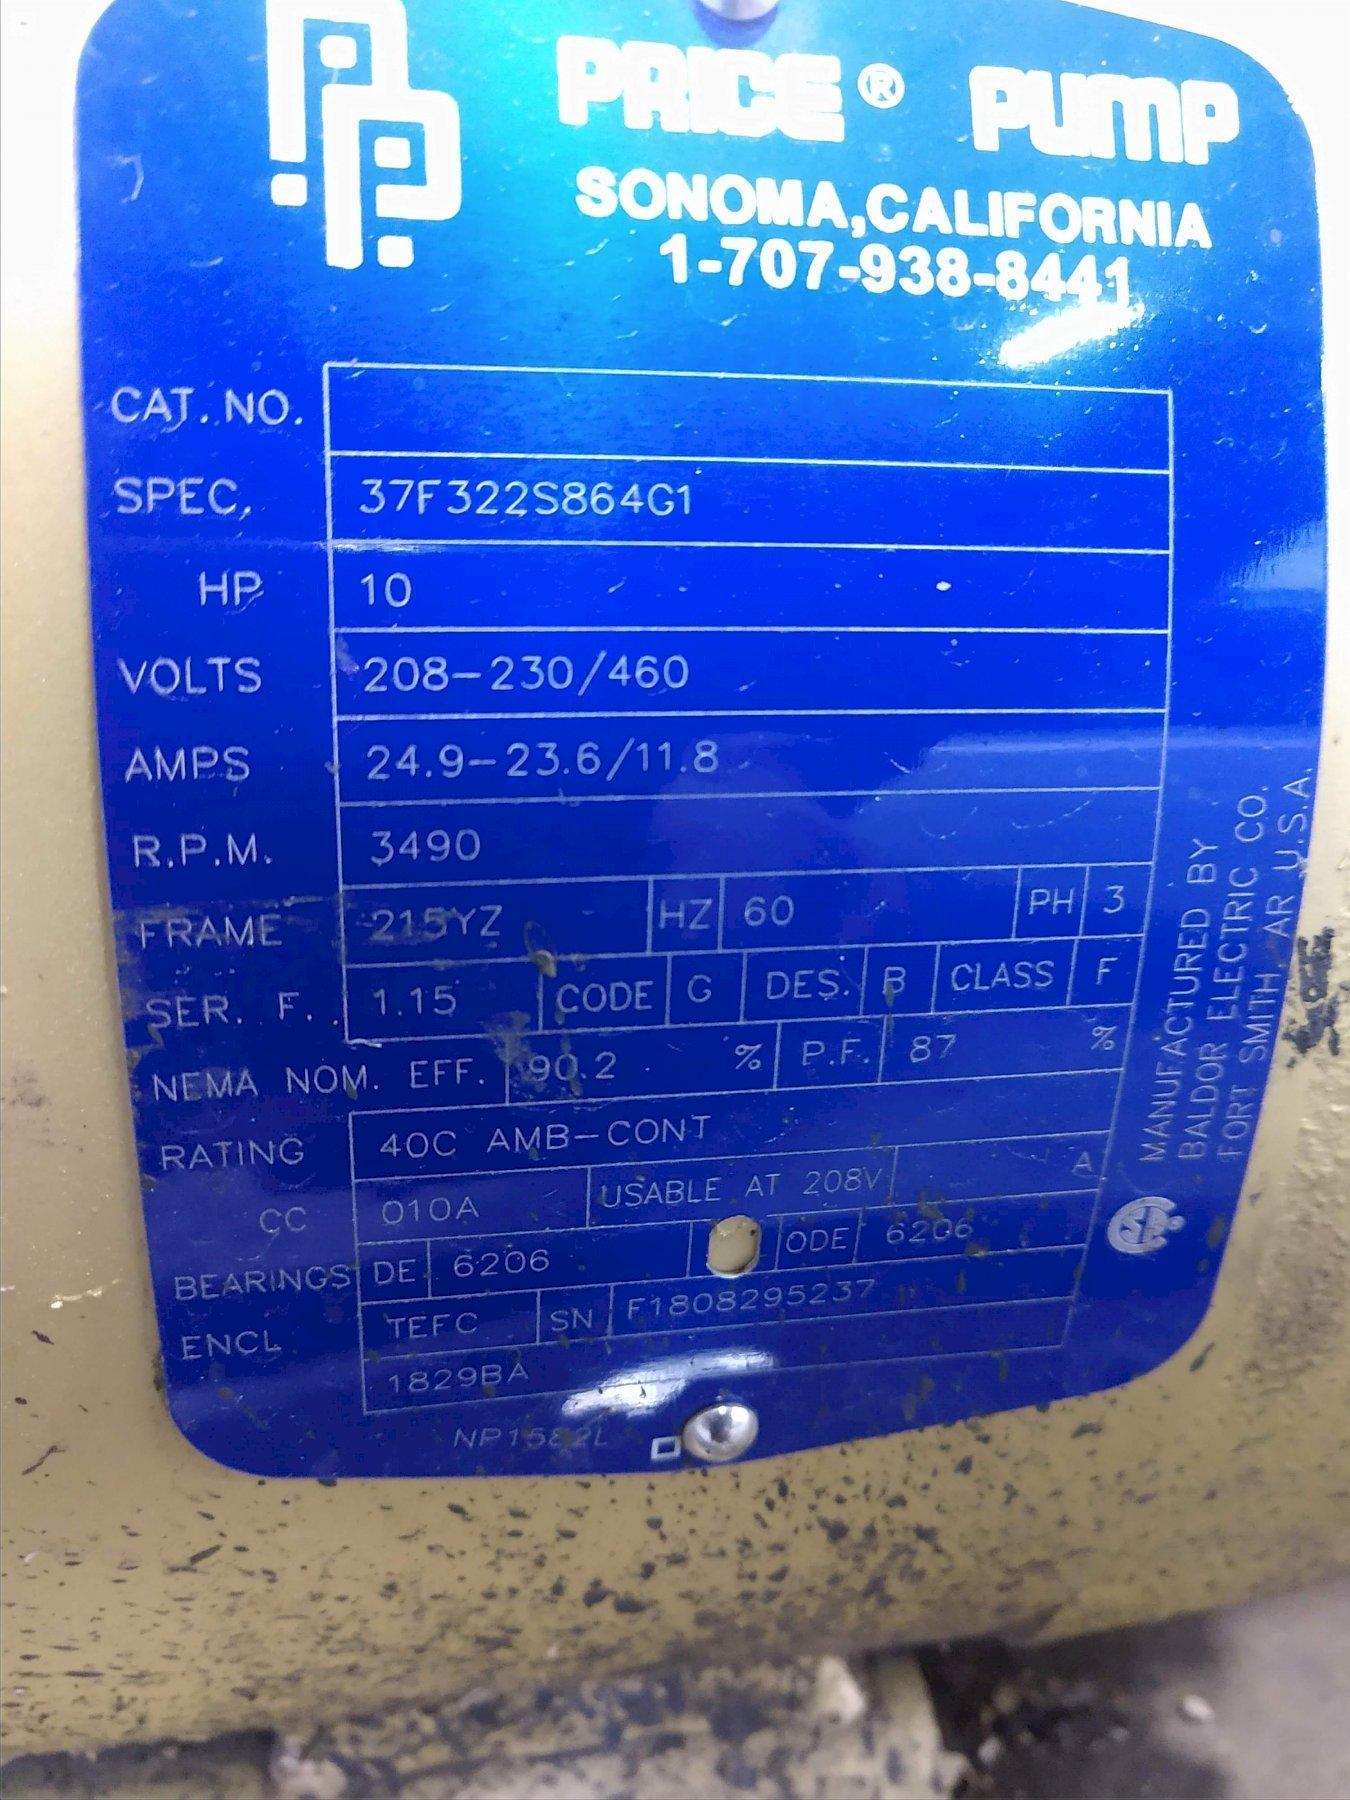 PRICE® PUMP
SONOMA, CALIFORNIA
1-707-938-8441
CAT. NO.
SPEC. 37F322S864G1
HP 10
VOLTS 208-230/460
AMPS 24.9-23.6/11.8
R.P.M. 3490
FRAME 215YZ HZ 60 PH 3
SER. F. 1.15 CODE G DES. B CLASS F
NEMA NOM. EFF. 90.2 % P.F. 87 %
RATING 40C AMB-CONT
CC 010A USABLE AT 208V A
BEARINGS DE 6206 ODE 6206
ENCL TEFC SN F1808295237
1829BA
NP1582L
MANUFACTURED BY
BALDOR ELECTRIC CO.
FORT SMITH, AR U.S.A.